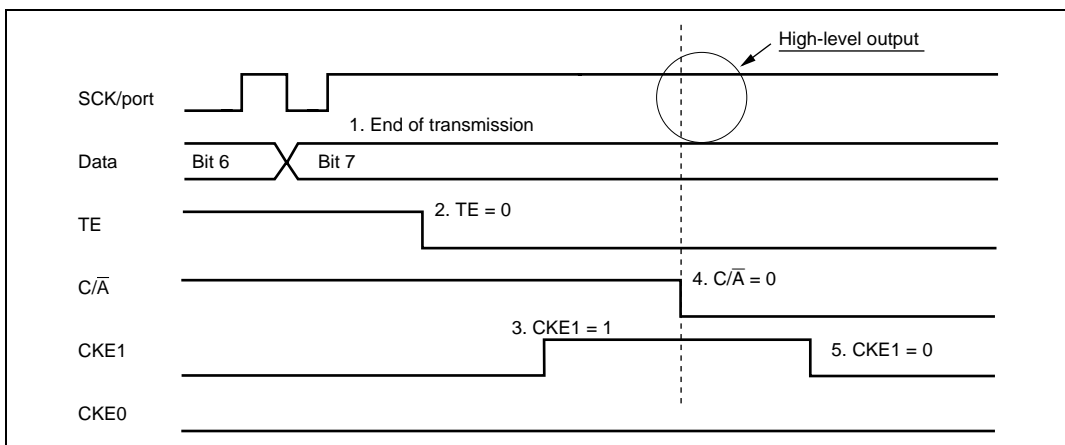 High-level output
SCK/port
1. End of transmission
Data
Bit 6
Bit 7
2. TE = 0
TE
4. C/A̅ = 0
C/A̅
3. CKE1 = 1
CKE1
5. CKE1 = 0
CKE0